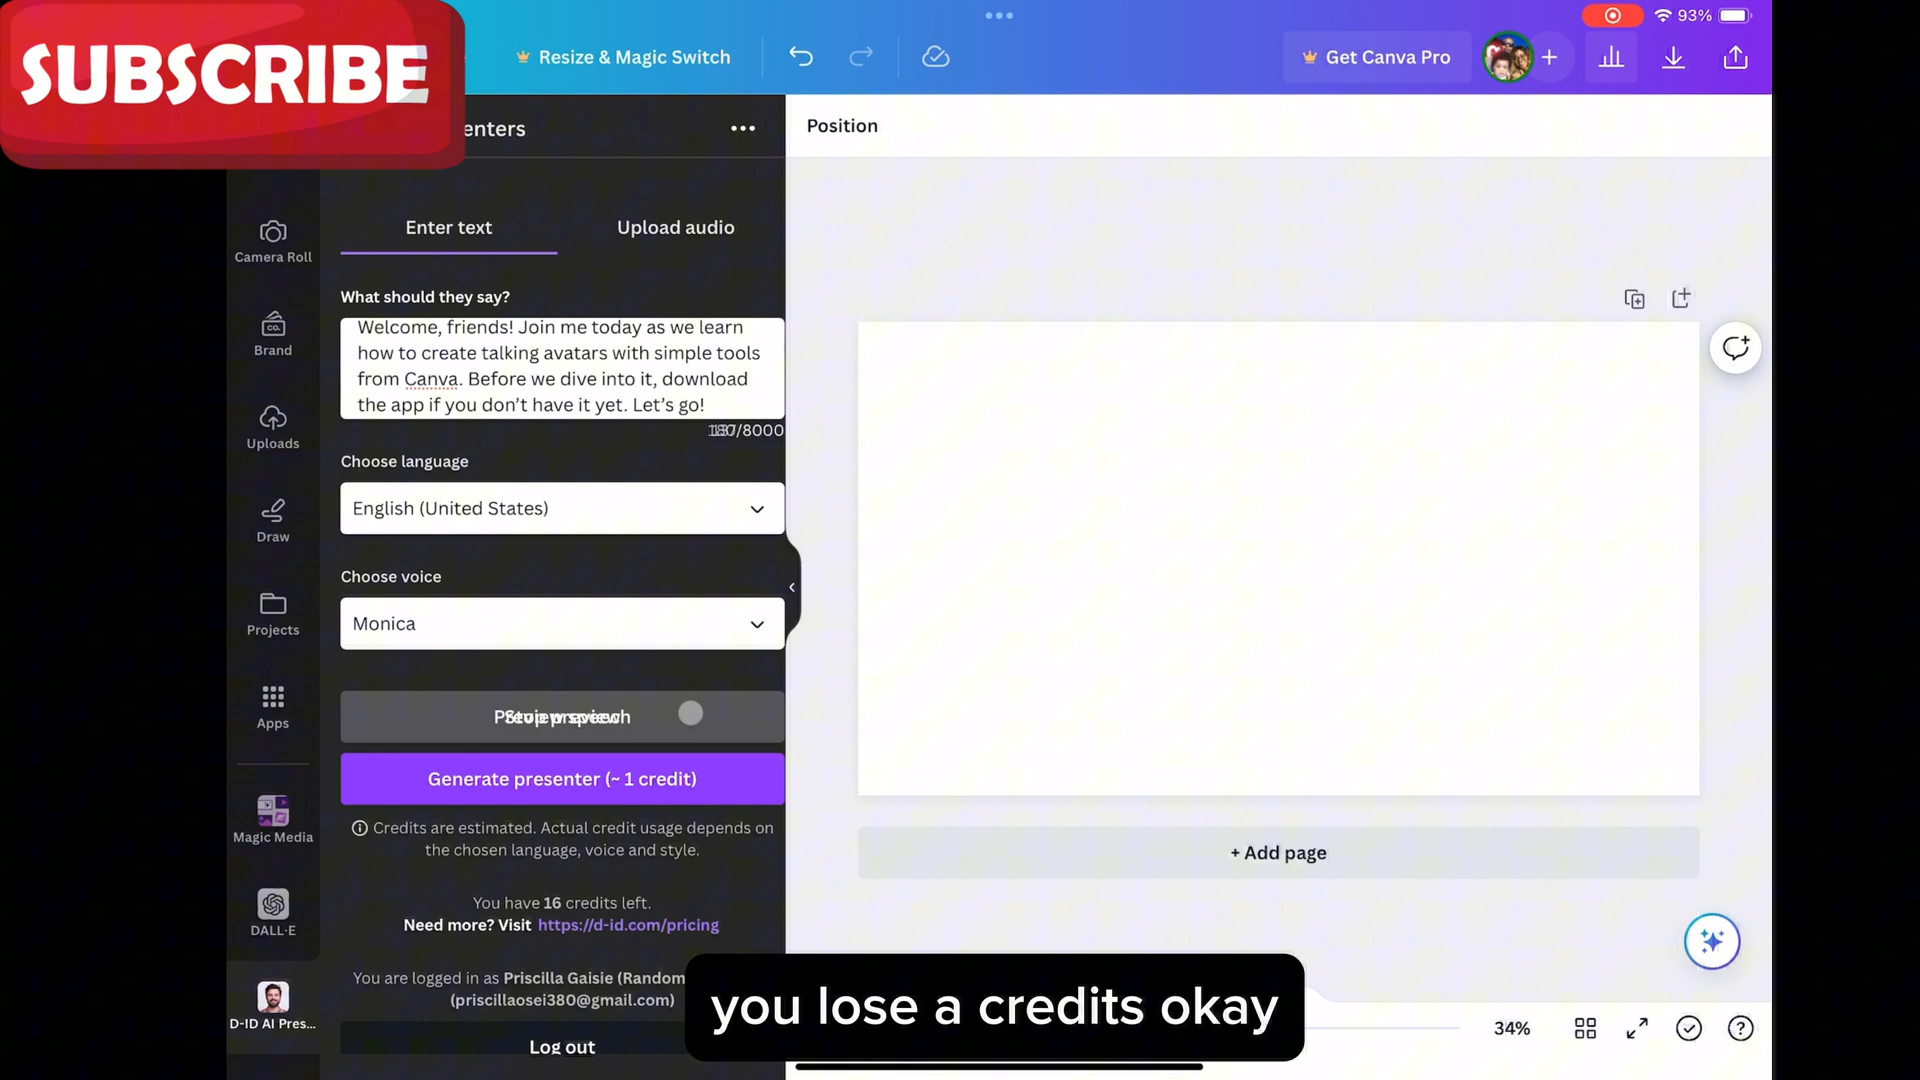 SUBSCRIBE
Resize & Magic Switch
Get Canva Pro
93%
enters
Position
Enter text
Upload audio
What should they say?
Welcome, friends! Join me today as we learn
how to create talking avatars with simple tools
from Canva. Before we dive into it, download
the app if you don't have it yet. Let's go!
/8000
Choose language
English (United States)
Choose voice
Monica
Generate presenter (~ 1 credit)
Credits are estimated. Actual credit usage depends on
the chosen language, voice and style.
You have 16 credits left.
Need more? Visit https://d-id.com/pricing
You are logged in as Priscilla Gaisie (Random
(priscillaosei380@gmail.com)
Log out
Camera Roll
CO.
Brand
Uploads
Draw
Projects
Apps
Magic Media
DALL·E
D-ID AI Pres...
+ Add page
34%
you lose a credits okay